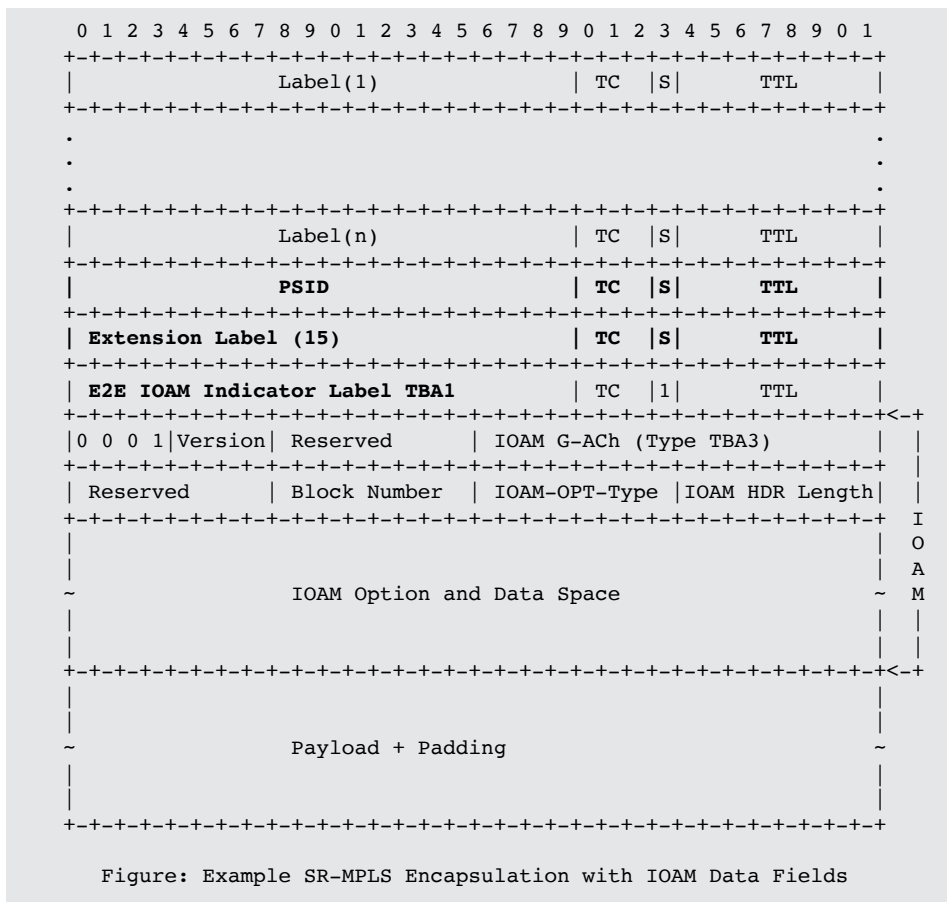 0 1 2 3 4 5 6 7 8 9 0 1 2 3 4 5 6 7 8 9 0 1 2 3 4 5 6 7 8 9 0 1
+-+-+-+-+-+-+-+-+-+-+-+-+-+-+-+-+-+-+-+-+-+-+-+-+-+-+-+-+-+-+-+-+
|                Label(1)               | TC  |S|      TTL      |
+-+-+-+-+-+-+-+-+-+-+-+-+-+-+-+-+-+-+-+-+-+-+-+-+-+-+-+-+-+-+-+-+
.                                                               .
.                                                               .
.                                                               .
+-+-+-+-+-+-+-+-+-+-+-+-+-+-+-+-+-+-+-+-+-+-+-+-+-+-+-+-+-+-+-+-+
|                Label(n)               | TC  |S|      TTL      |
+-+-+-+-+-+-+-+-+-+-+-+-+-+-+-+-+-+-+-+-+-+-+-+-+-+-+-+-+-+-+-+-+
|                PSID                   | TC  |S|      TTL      |
+-+-+-+-+-+-+-+-+-+-+-+-+-+-+-+-+-+-+-+-+-+-+-+-+-+-+-+-+-+-+-+-+
| Extension Label (15)                  | TC  |S|      TTL      |
+-+-+-+-+-+-+-+-+-+-+-+-+-+-+-+-+-+-+-+-+-+-+-+-+-+-+-+-+-+-+-+-+
| E2E IOAM Indicator Label TBA1         | TC  |1|      TTL      |
+-+-+-+-+-+-+-+-+-+-+-+-+-+-+-+-+-+-+-+-+-+-+-+-+-+-+-+-+-+-+-+-+<-+
|0 0 0 1|Version| Reserved      | IOAM G-ACh (Type TBA3)        |  |
+-+-+-+-+-+-+-+-+-+-+-+-+-+-+-+-+-+-+-+-+-+-+-+-+-+-+-+-+-+-+-+-+  |
| Reserved      | Block Number  | IOAM-OPT-Type |IOAM HDR Length|  |
+-+-+-+-+-+-+-+-+-+-+-+-+-+-+-+-+-+-+-+-+-+-+-+-+-+-+-+-+-+-+-+-+  I
|                                                               |  O
|                                                               |  A
~                 IOAM Option and Data Space                    ~  M
|                                                               |  |
|                                                               |  |
+-+-+-+-+-+-+-+-+-+-+-+-+-+-+-+-+-+-+-+-+-+-+-+-+-+-+-+-+-+-+-+-+<-+
|                                                               |
|                                                               |
~                 Payload + Padding                             ~
|                                                               |
|                                                               |
+-+-+-+-+-+-+-+-+-+-+-+-+-+-+-+-+-+-+-+-+-+-+-+-+-+-+-+-+-+-+-+-+
Figure: Example SR-MPLS Encapsulation with IOAM Data Fields